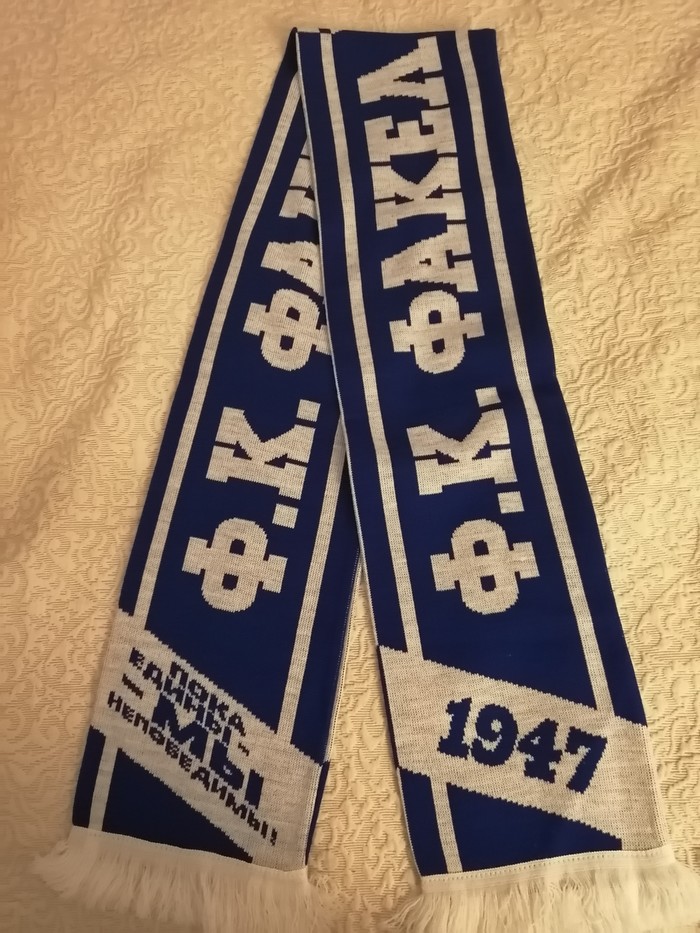 Ф.К. ФАК
ПОКА
ЕДИНЫ -
- МЫ
НЕПОБЕДИМЫ!
Ф.К. ФАКЕЛ
1947